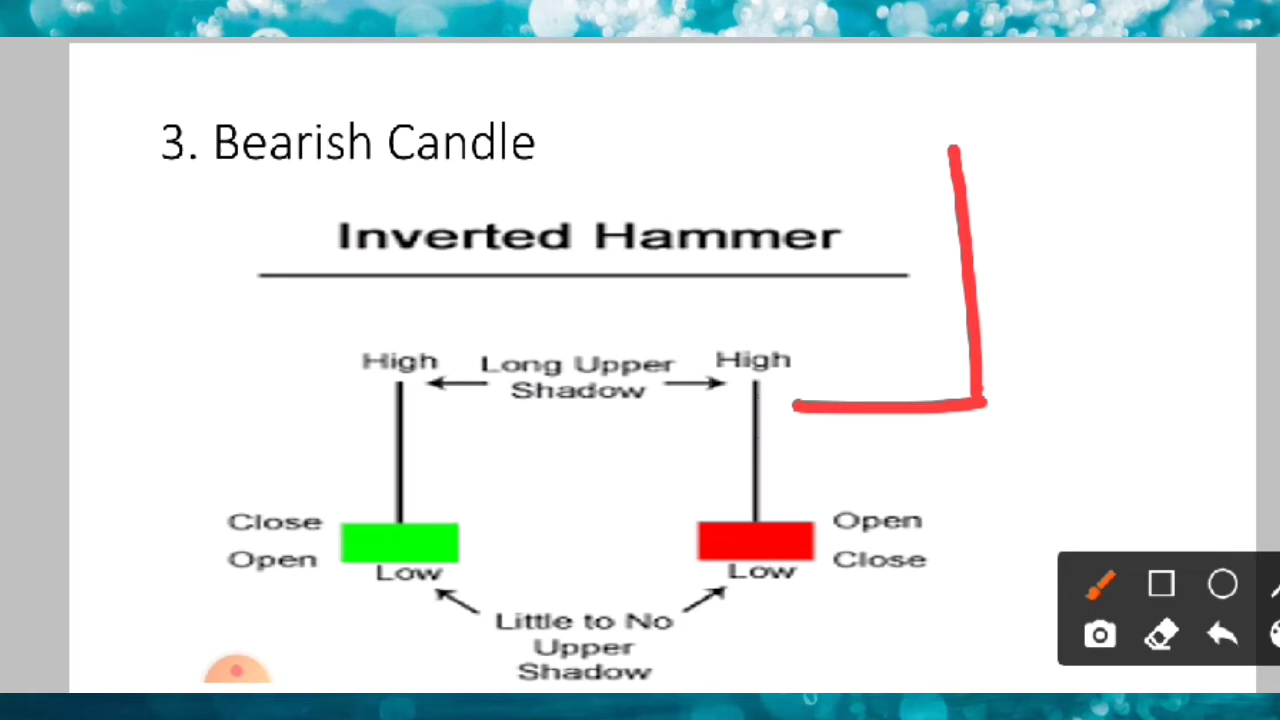 3. Bearish Candle
Inverted Hammer
High
Long Upper
Shadow
High
Close
Open
Low
Open
Close
Low
Little to No
Upper
Shadow